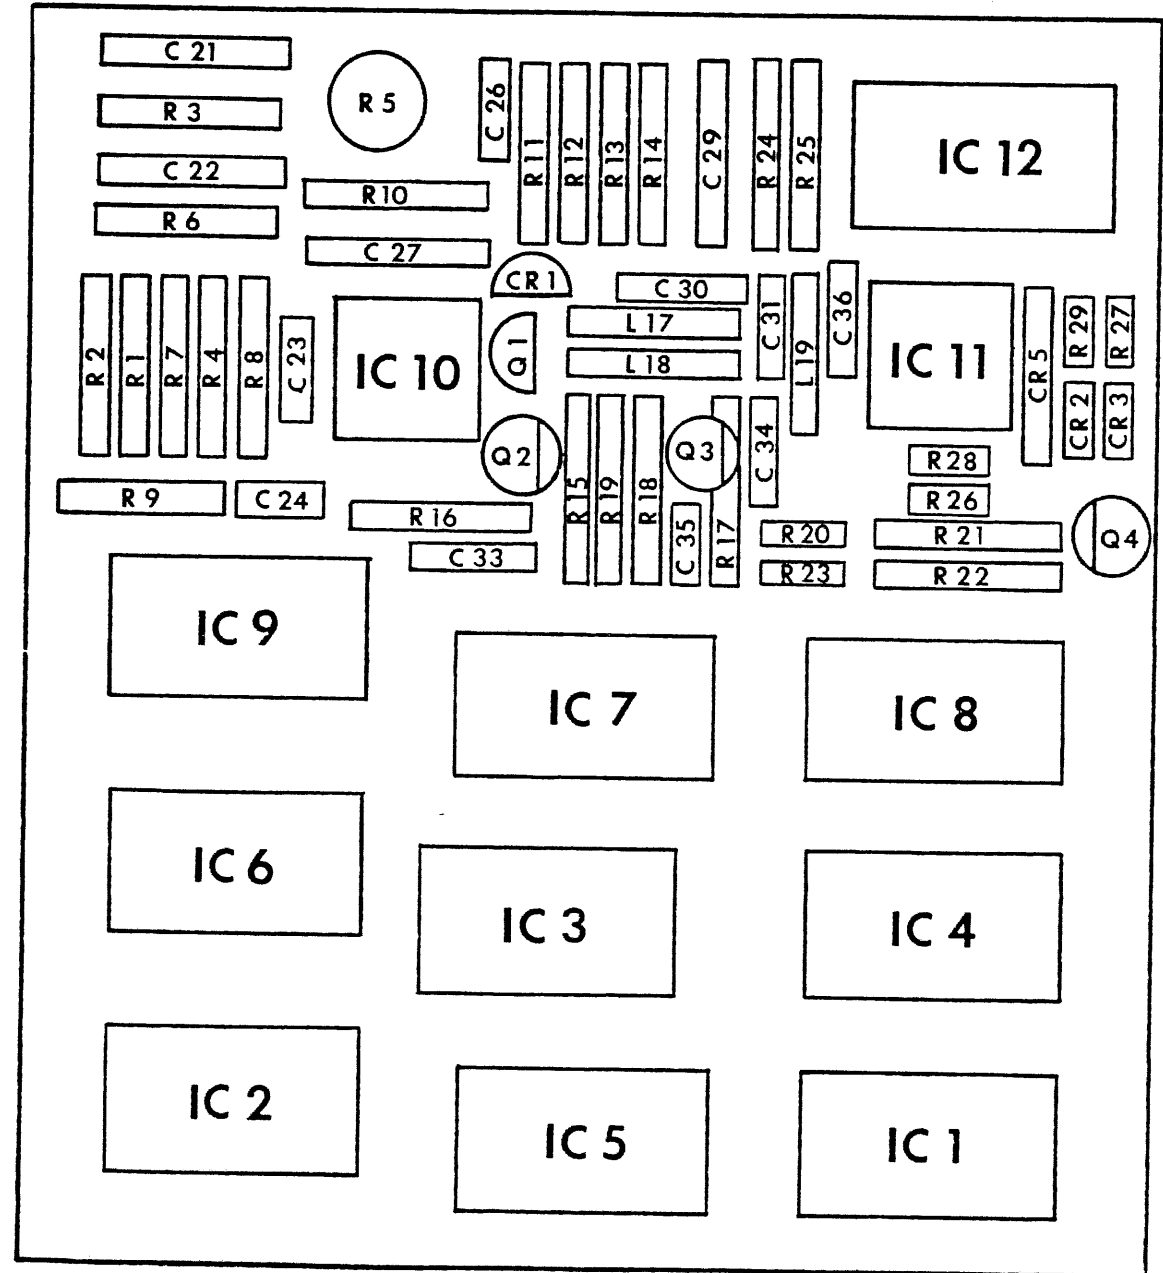 C 21
R 3
C 22
R 6
R 5
R 10
C 27
C 26
R 11
R 12
R 13
R 14
C 29
R 24
R 25
IC 12
R 2
R 1
R 7
R 4
R 8
C 23
IC 10
CR 1
Q 1
C 30
L 17
L 18
C 31
L 19
C 36
IC 11
CR 5
R 29
R 27
CR 2
CR 3
R 9
C 24
R 16
C 33
Q 2
R 15
R 19
R 18
Q 3
C 35
R 17
C 34
R 20
R 23
R 28
R 26
R 21
R 22
Q 4
IC 9
IC 7
IC 8
IC 6
IC 3
IC 4
IC 2
IC 5
IC 1